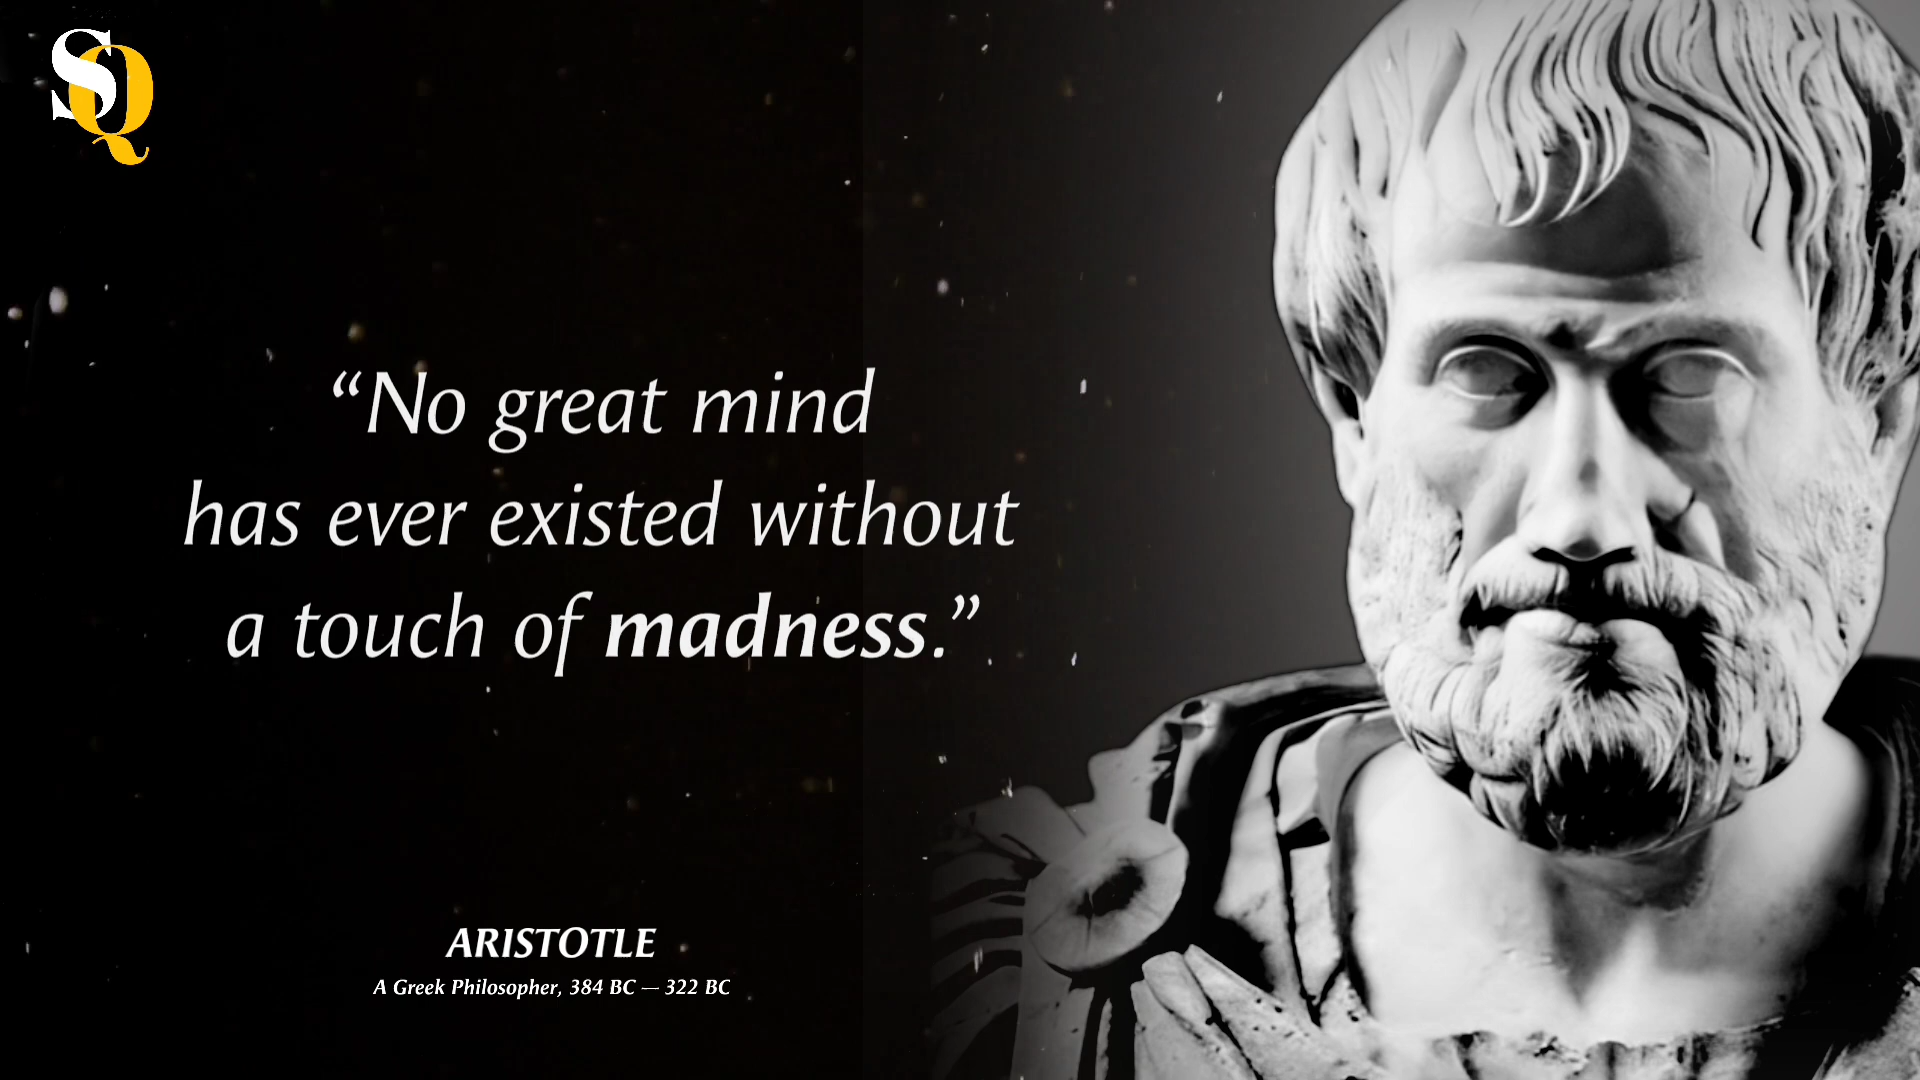 SQ
“No great mind
has ever existed without
a touch of madness.”
ARISTOTLE
A Greek Philosopher, 384 BC — 322 BC